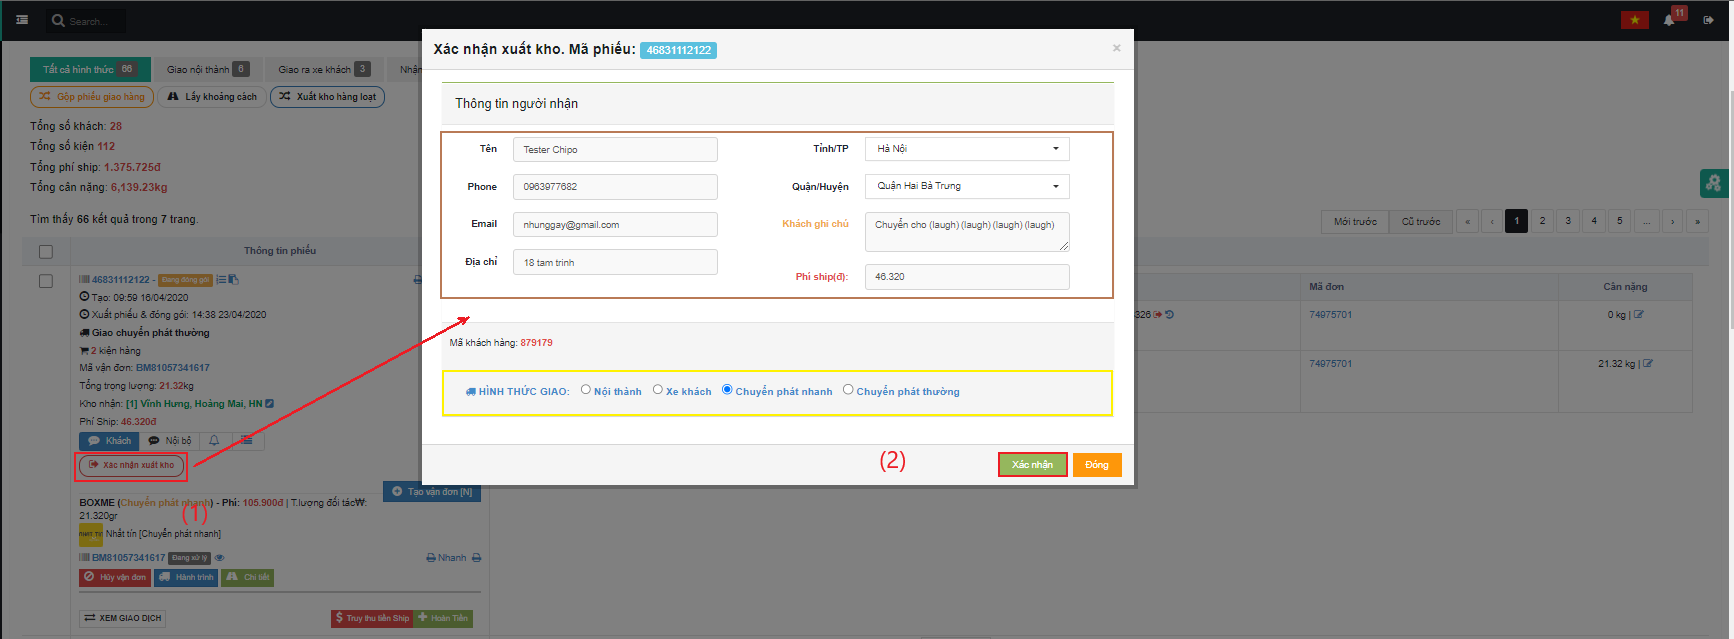 Search...
11
Tất cả hình thức 66
Giao nội thành 6
Giao ra xe khách 3
Nhận
Gộp phiếu giao hàng
Lấy khoảng cách
Xuất kho hàng loạt
Tổng số khách: 28
Tổng số kiện 112
Tổng phí ship: 1.375.725đ
Tổng cân nặng: 6,139.23kg
Tìm thấy 66 kết quả trong 7 trang.
Mới trước Cũ trước « ‹ 1 2 3 4 5 ... › »
Thông tin phiếu
46831112122 - Đang đóng gói
Tạo: 09:59 16/04/2020
Xuất phiếu & đóng gói: 14:38 23/04/2020
Giao chuyển phát thường
2 kiện hàng
Mã vận đơn: BM81057341617
Tổng trọng lượng: 21.32kg
Kho nhận: [1] Vĩnh Hưng, Hoàng Mai, HN
Phí Ship: 46.320đ
Khách
Nội bộ
Xác nhận xuất kho
(1)
Tạo vận đơn [N]
BOXME (Chuyển phát nhanh) - Phí: 105.900đ | T.lượng đối tác₩:
21.320gr
Nhất tín [Chuyển phát nhanh]
BM81057341617 Đang xử lý
Nhanh
Hủy vận đơn
Hành trình
Chi tiết
XEM GIAO DỊCH
Truy thu tiền Ship
Hoàn Tiền
Xác nhận xuất kho. Mã phiếu: 46831112122
×
Thông tin người nhận
Tên Tester Chipo
Tỉnh/TP Hà Nội
Phone 0963977682
Quận/Huyện Quận Hai Bà Trưng
Email nhunggay@gmail.com
Khách ghi chú Chuyển cho (laugh) (laugh) (laugh) (laugh)
Địa chỉ 18 tam trinh
Phí ship(đ): 46.320
Mã khách hàng: 879179
HÌNH THỨC GIAO: Nội thành Xe khách Chuyển phát nhanh Chuyển phát thường
(2)
Xác nhận
Đóng
Mã đơn
Cân nặng
326
74975701
0 kg |
74975701
21.32 kg |